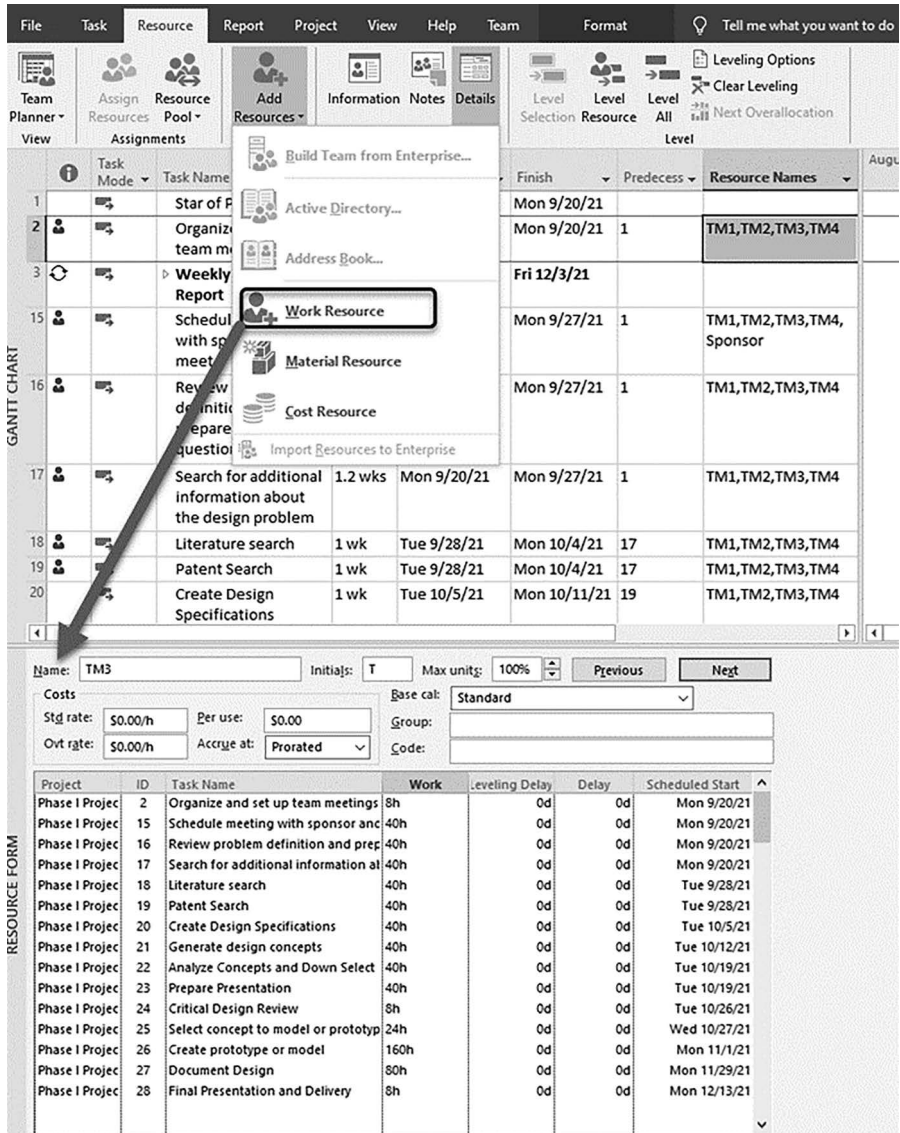 File Task Resource Report Project View Help Team Format Tell me what you want to do
Team Planner
Assign Resources
Resource Pool
Add Resources
Information Notes Details
Level Selection
Level Resource
Level All
Leveling Options
Clear Leveling
Next Overallocation
View Assignments Level
Build Team from Enterprise...
Active Directory...
Address Book...
Work Resource
Material Resource
Cost Resource
Import Resources to Enterprise
Task Mode Task Name Finish Predecess Resource Names Augu
1 Star of P Mon 9/20/21
2 Organiz Mon 9/20/21 1 TM1,TM2,TM3,TM4
team m
3 Weekly Fri 12/3/21
Report
15 Schedul Mon 9/27/21 1 TM1,TM2,TM3,TM4,
with sp Sponsor
meet
16 Rev ew Mon 9/27/21 1 TM1,TM2,TM3,TM4
de initic
repare
questio
17 Search for additional 1.2 wks Mon 9/20/21 Mon 9/27/21 1 TM1,TM2,TM3,TM4
information about
the design problem
18 Literature search 1 wk Tue 9/28/21 Mon 10/4/21 17 TM1,TM2,TM3,TM4
19 Patent Search 1 wk Tue 9/28/21 Mon 10/4/21 17 TM1,TM2,TM3,TM4
20 Create Design 1 wk Tue 10/5/21 Mon 10/11/21 19 TM1,TM2,TM3,TM4
Specifications
GANTT CHART
Name: TM3 Initials: T Max units: 100% Previous Next
Costs Base cal: Standard
Std rate: $0.00/h Per use: $0.00 Group:
Ovt rate: $0.00/h Accrue at: Prorated Code:
Project ID Task Name Work Leveling Delay Delay Scheduled Start
Phase I Projec 2 Organize and set up team meetings 8h 0d 0d Mon 9/20/21
Phase I Projec 15 Schedule meeting with sponsor anc 40h 0d 0d Mon 9/20/21
Phase I Projec 16 Review problem definition and prep 40h 0d 0d Mon 9/20/21
Phase I Projec 17 Search for additional information al 40h 0d 0d Mon 9/20/21
Phase I Projec 18 Literature search 40h 0d 0d Tue 9/28/21
Phase I Projec 19 Patent Search 40h 0d 0d Tue 9/28/21
Phase I Projec 20 Create Design Specifications 40h 0d 0d Tue 10/5/21
Phase I Projec 21 Generate design concepts 40h 0d 0d Tue 10/12/21
Phase I Projec 22 Analyze Concepts and Down Select 40h 0d 0d Tue 10/19/21
Phase I Projec 23 Prepare Presentation 40h 0d 0d Tue 10/19/21
Phase I Projec 24 Critical Design Review 8h 0d 0d Tue 10/26/21
Phase I Projec 25 Select concept to model or prototyp 24h 0d 0d Wed 10/27/21
Phase I Projec 26 Create prototype or model 160h 0d 0d Mon 11/1/21
Phase I Projec 27 Document Design 80h 0d 0d Mon 11/29/21
Phase I Projec 28 Final Presentation and Delivery 8h 0d 0d Mon 12/13/21
RESOURCE FORM